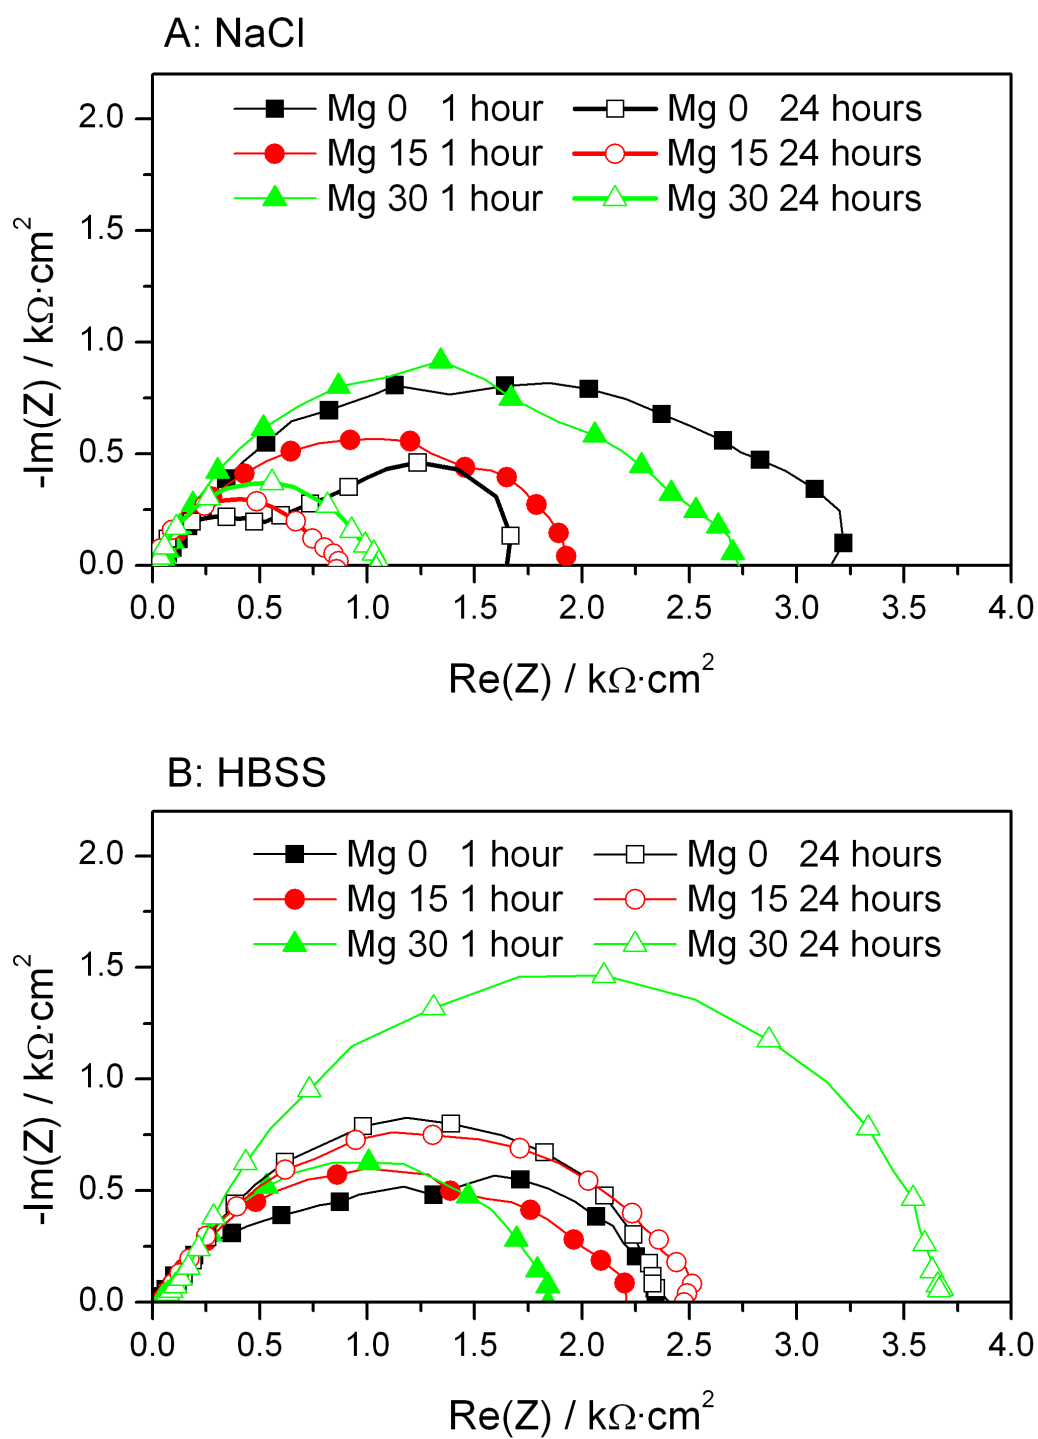 A: NaCl
Mg 0 1 hour
Mg 0 24 hours
Mg 15 1 hour
Mg 15 24 hours
Mg 30 1 hour
Mg 30 24 hours
-Im(Z) / kΩ·cm²
2.0
1.5
1.0
0.5
0.0
0.0 0.5 1.0 1.5 2.0 2.5 3.0 3.5 4.0
Re(Z) / kΩ·cm²
B: HBSS
Mg 0 1 hour
Mg 0 24 hours
Mg 15 1 hour
Mg 15 24 hours
Mg 30 1 hour
Mg 30 24 hours
-Im(Z) / kΩ·cm²
2.0
1.5
1.0
0.5
0.0
0.0 0.5 1.0 1.5 2.0 2.5 3.0 3.5 4.0
Re(Z) / kΩ·cm²